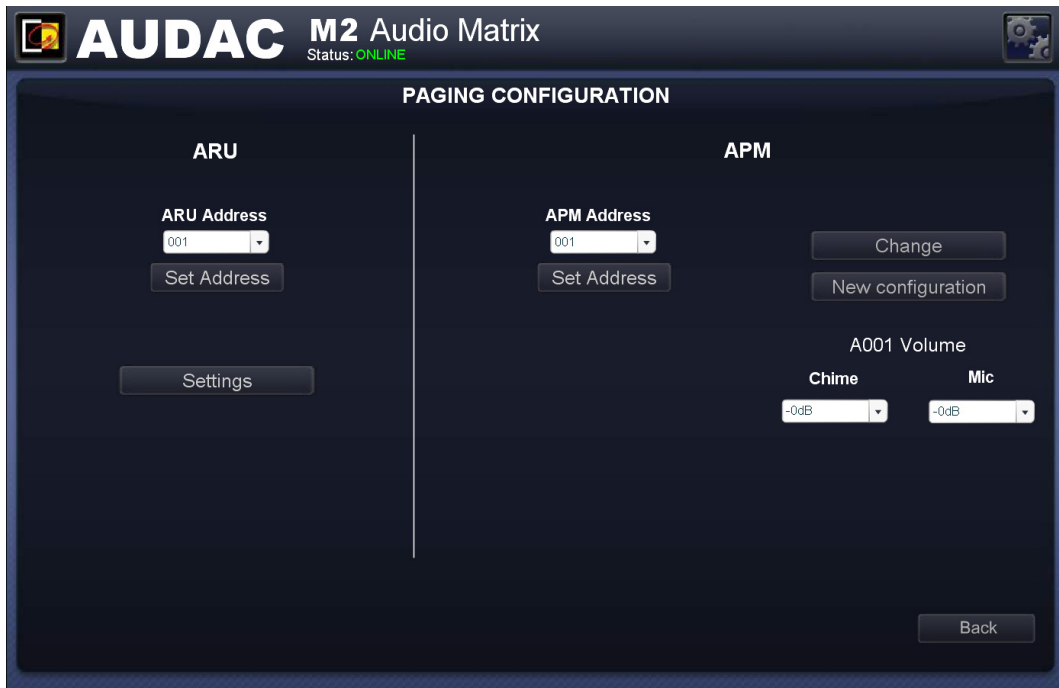 AUDAC M2 Audio Matrix
Status: ONLINE
PAGING CONFIGURATION
ARU
ARU Address
001
Set Address
Settings
APM
APM Address
001
Set Address
Change
New configuration
A001 Volume
Chime Mic
-0dB -0dB
Back